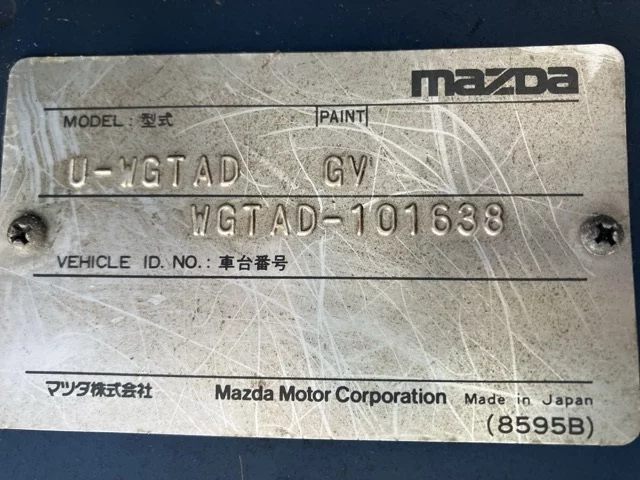 mazda
MODEL : 型式 PAINT
U-WGTAD GV
WGTAD-101638
VEHICLE ID. NO. : 車台番号
マツダ株式会社 Mazda Motor Corporation Made in Japan
(8595B)